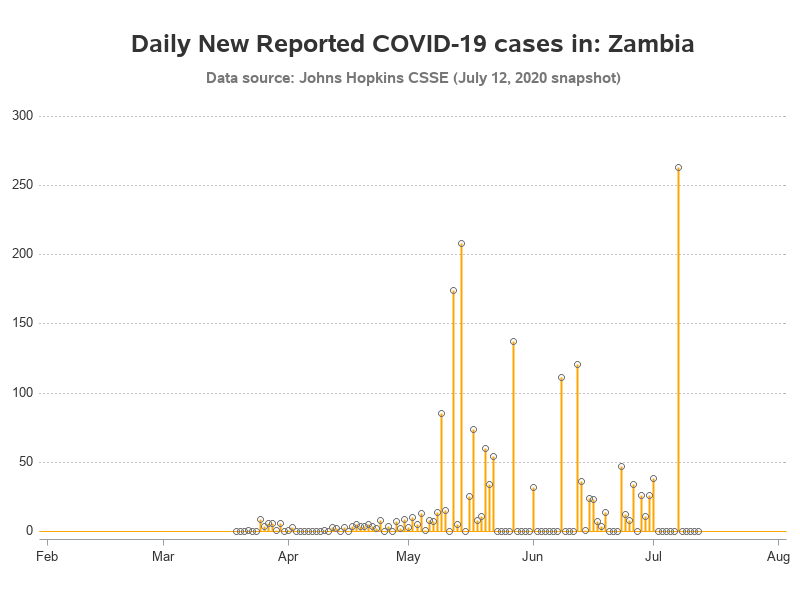 Daily New Reported COVID-19 cases in: Zambia
Data source: Johns Hopkins CSSE (July 12, 2020 snapshot)
300
250
200
150
100
50
0
Feb Mar Apr May Jun Jul Aug